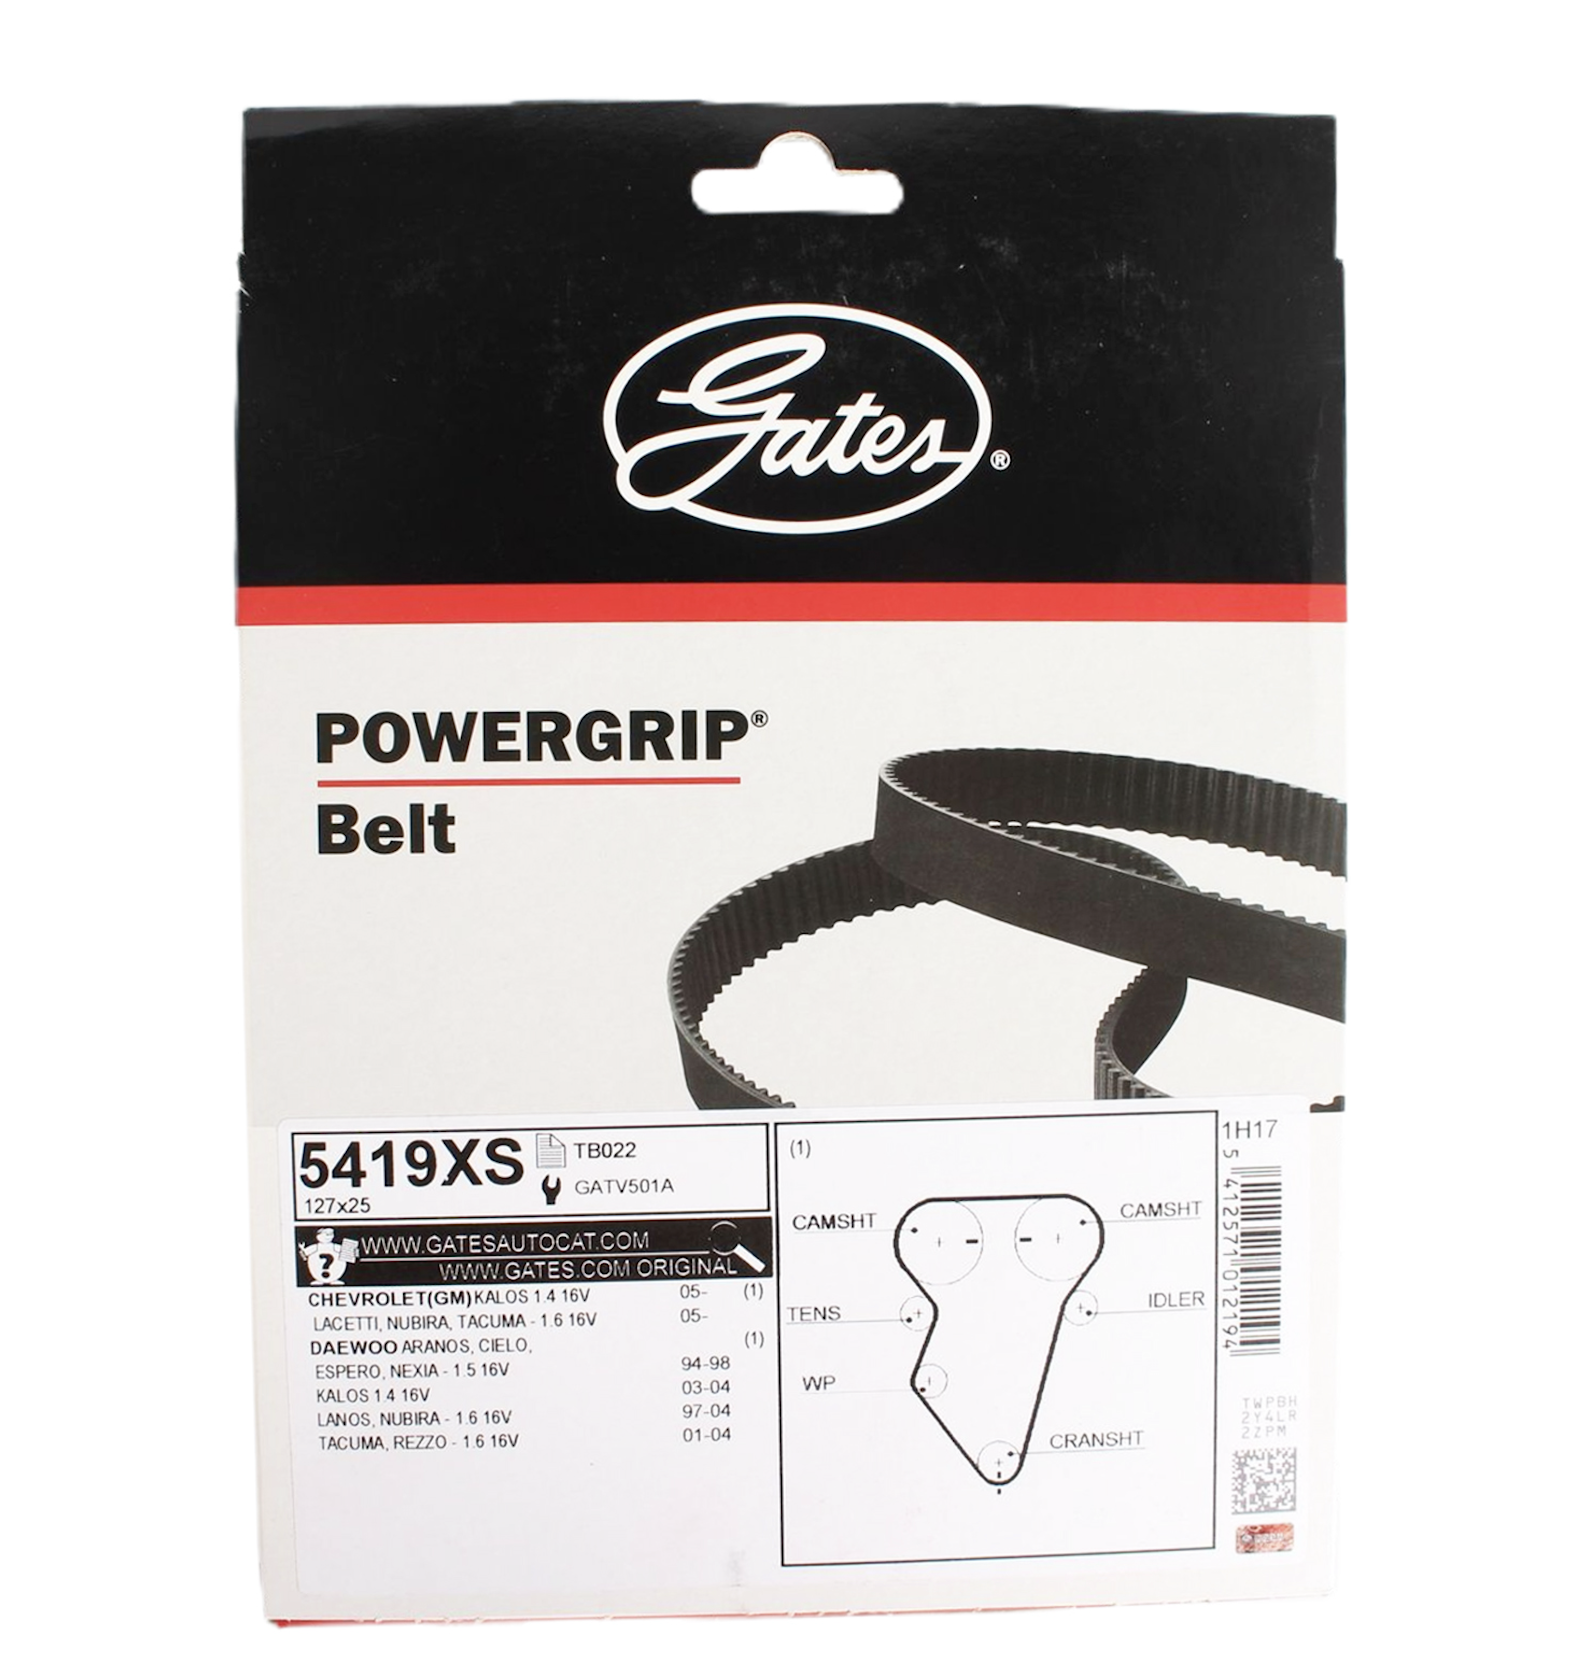 Gates®
POWERGRIP®
Belt
5419XS
TB022
127x25
GATV501A
WWW.GATESAUTOCAT.COM
WWW.GATES.COM ORIGINAL
CHEVROLET(GM) KALOS 1.4 16V 05- (1)
LACETTI, NUBIRA, TACUMA - 1.6 16V 05-
DAEWOO ARANOS, CIELO, (1)
ESPERO, NEXIA - 1.5 16V 94-98
KALOS 1.4 16V 03-04
LANOS, NUBIRA - 1.6 16V 97-04
TACUMA, REZZO - 1.6 16V 01-04
(1)
CAMSHT
CAMSHT
TENS
IDLER
WP
CRANSHT
1H17
5 412571 012194
TWPBH
2Y4LR
2ZPM